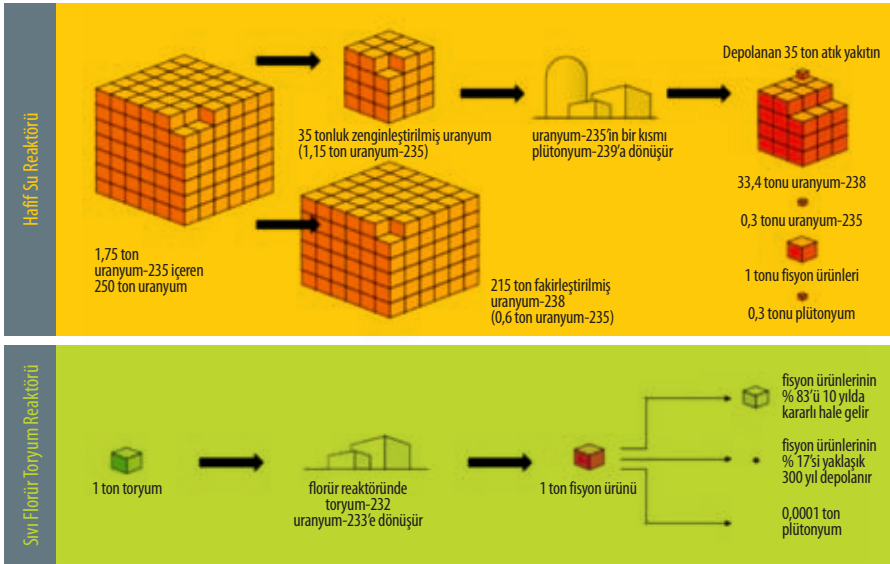 Hafif Su Reaktörü
1,75 ton
uranyum-235 içeren
250 ton uranyum
35 tonluk zenginleştirilmiş uranyum
(1,15 ton uranyum-235)
215 ton fakirleştirilmiş
uranyum-238
(0,6 ton uranyum-235)
uranyum-235’in bir kısmı
plütonyum-239’a dönüşür
Depolanan 35 ton atık yakıtın
33,4 tonu uranyum-238
0,3 tonu uranyum-235
1 tonu fisyon ürünleri
0,3 tonu plütonyum
Sıvı Florür Toryum Reaktörü
1 ton toryum
florür reaktöründe
toryum-232
uranyum-233’e dönüşür
1 ton fisyon ürünü
fisyon ürünlerinin
% 83’ü 10 yılda
kararlı hale gelir
fisyon ürünlerinin
% 17’si yaklaşık
300 yıl depolanır
0,0001 ton
plütonyum